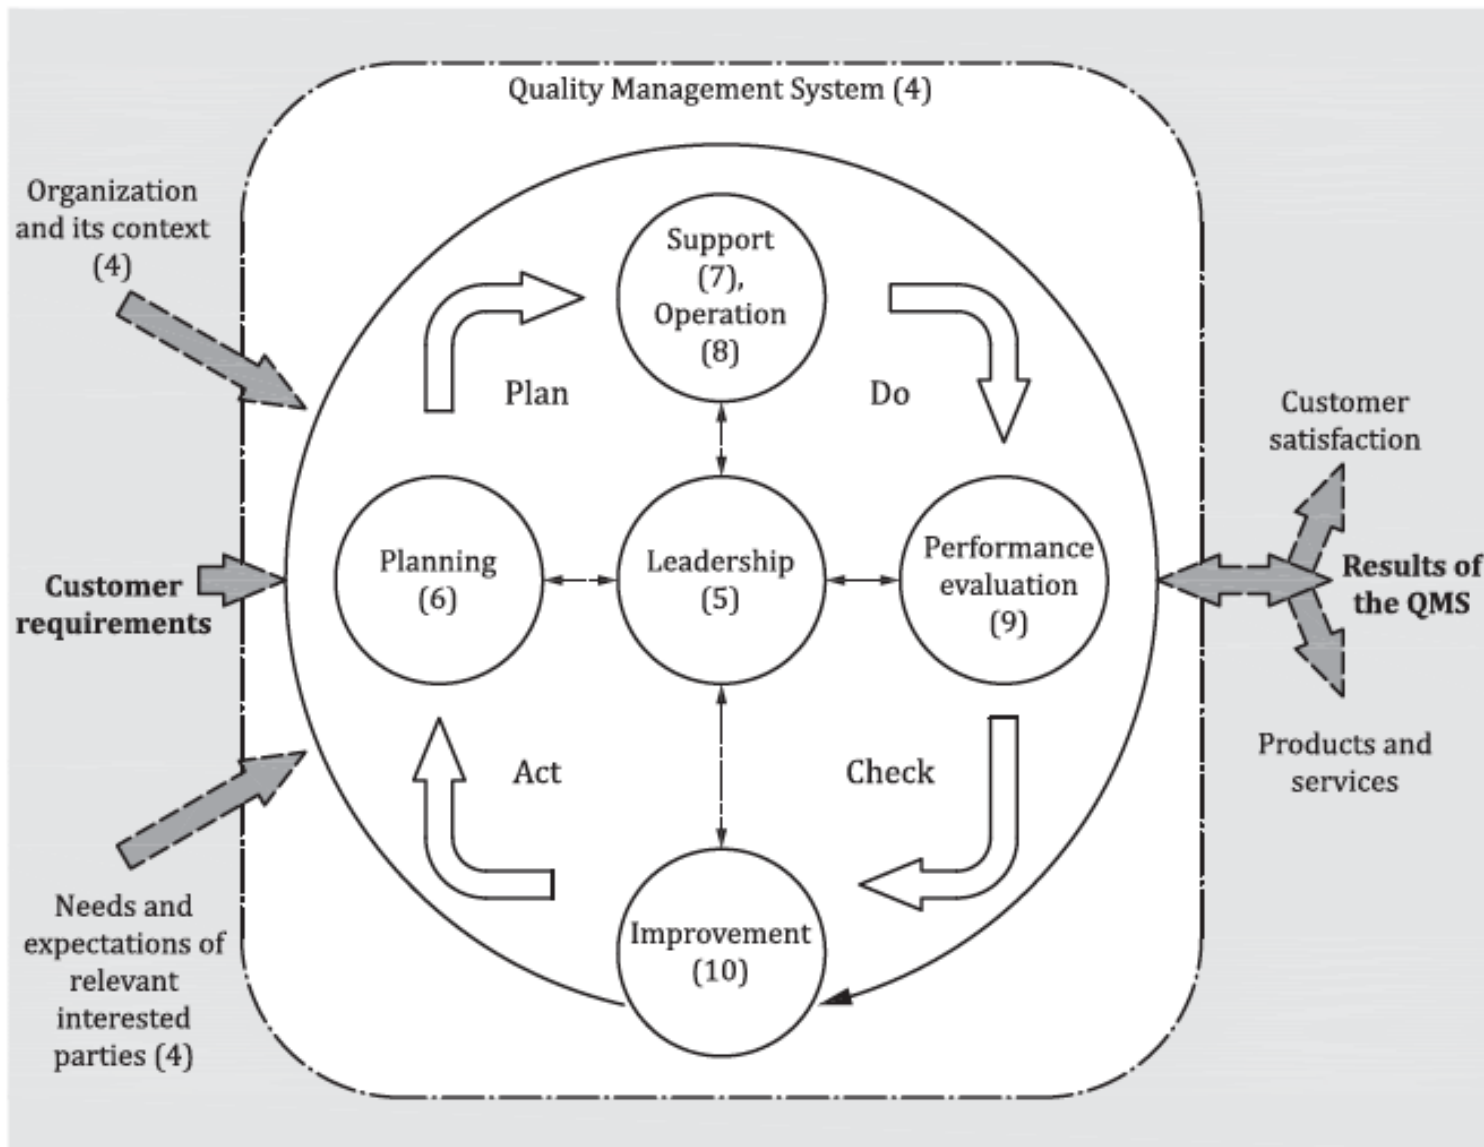 Quality Management System (4)
Organization
and its context
(4)
Support
(7),
Operation
(8)
Plan
Do
Customer
satisfaction
Planning
(6)
Leadership
(5)
Performance
evaluation
(9)
Customer
requirements
Results of
the QMS
Act
Check
Products and
services
Needs and
expectations of
relevant
interested
parties (4)
Improvement
(10)